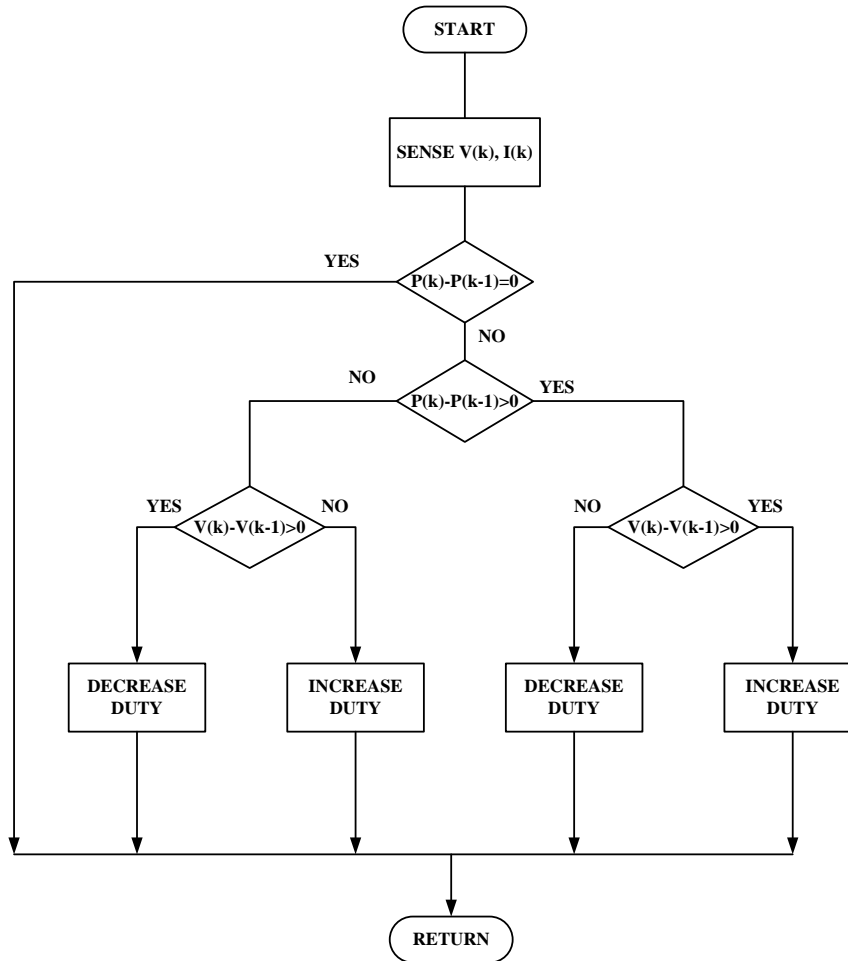 START
SENSE V(k), I(k)
YES
P(k)-P(k-1)=0
NO
NO
P(k)-P(k-1)>0
YES
YES
V(k)-V(k-1)>0
NO
NO
V(k)-V(k-1)>0
YES
DECREASE
DUTY
INCREASE
DUTY
DECREASE
DUTY
INCREASE
DUTY
RETURN